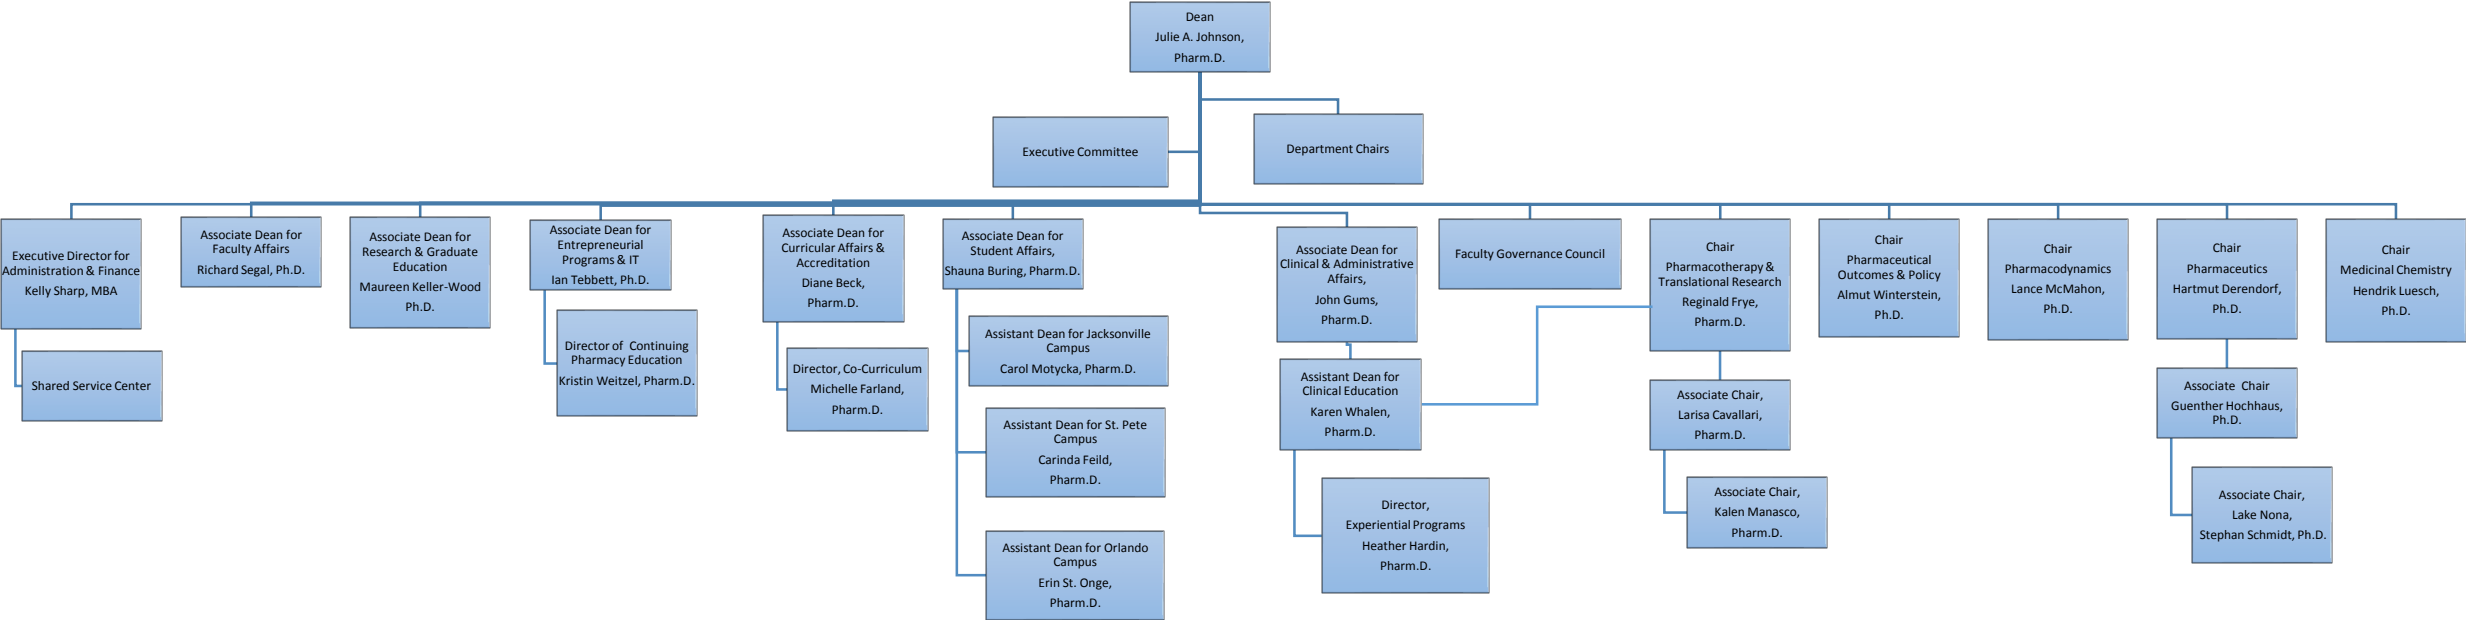 Dean
Julie A. Johnson,
Pharm.D.
Executive Committee
Department Chairs
Executive Director for
Administration & Finance
Kelly Sharp, MBA
Shared Service Center
Associate Dean for
Faculty Affairs
Richard Segal, Ph.D.
Associate Dean for
Research & Graduate
Education
Maureen Keller-Wood
Ph.D.
Associate Dean for
Entrepreneurial
Programs & IT
Ian Tebbett, Ph.D.
Director of Continuing
Pharmacy Education
Kristin Weitzel, Pharm.D.
Associate Dean for
Curricular Affairs &
Accreditation
Diane Beck,
Pharm.D.
Director, Co-Curriculum
Michelle Farland,
Pharm.D.
Associate Dean for
Student Affairs,
Shauna Buring, Pharm.D.
Assistant Dean for Jacksonville
Campus
Carol Motycka, Pharm.D.
Assistant Dean for St. Pete
Campus
Carinda Feild,
Pharm.D.
Assistant Dean for Orlando
Campus
Erin St. Onge,
Pharm.D.
Associate Dean for
Clinical & Administrative
Affairs,
John Gums,
Pharm.D.
Assistant Dean for
Clinical Education
Karen Whalen,
Pharm.D.
Director,
Experiential Programs
Heather Hardin,
Pharm.D.
Faculty Governance Council
Chair
Pharmacotherapy &
Translational Research
Reginald Frye,
Pharm.D.
Associate Chair,
Larisa Cavallari,
Pharm.D.
Associate Chair,
Kalen Manasco,
Pharm.D.
Chair
Pharmaceutical
Outcomes & Policy
Almut Winterstein,
Ph.D.
Chair
Pharmacodynamics
Lance McMahon,
Ph.D.
Chair
Pharmaceutics
Hartmut Derendorf,
Ph.D.
Associate Chair
Guenther Hochhaus,
Ph.D.
Associate Chair,
Lake Nona,
Stephan Schmidt, Ph.D.
Chair
Medicinal Chemistry
Hendrik Luesch,
Ph.D.